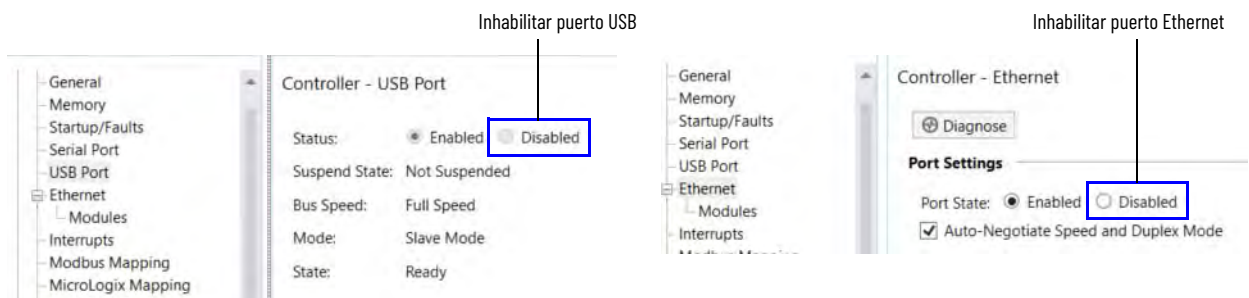 Inhabilitar puerto USB
General
Memory
Startup/Faults
Serial Port
USB Port
Ethernet
Modules
Interrupts
Modbus Mapping
MicroLogix Mapping
Controller - USB Port
Status: Enabled Disabled
Suspend State: Not Suspended
Bus Speed: Full Speed
Mode: Slave Mode
State: Ready
Inhabilitar puerto Ethernet
General
Memory
Startup/Faults
Serial Port
USB Port
Ethernet
Modules
Interrupts
Modbus Mapping
Controller - Ethernet
Diagnose
Port Settings
Port State: Enabled Disabled
Auto-Negotiate Speed and Duplex Mode